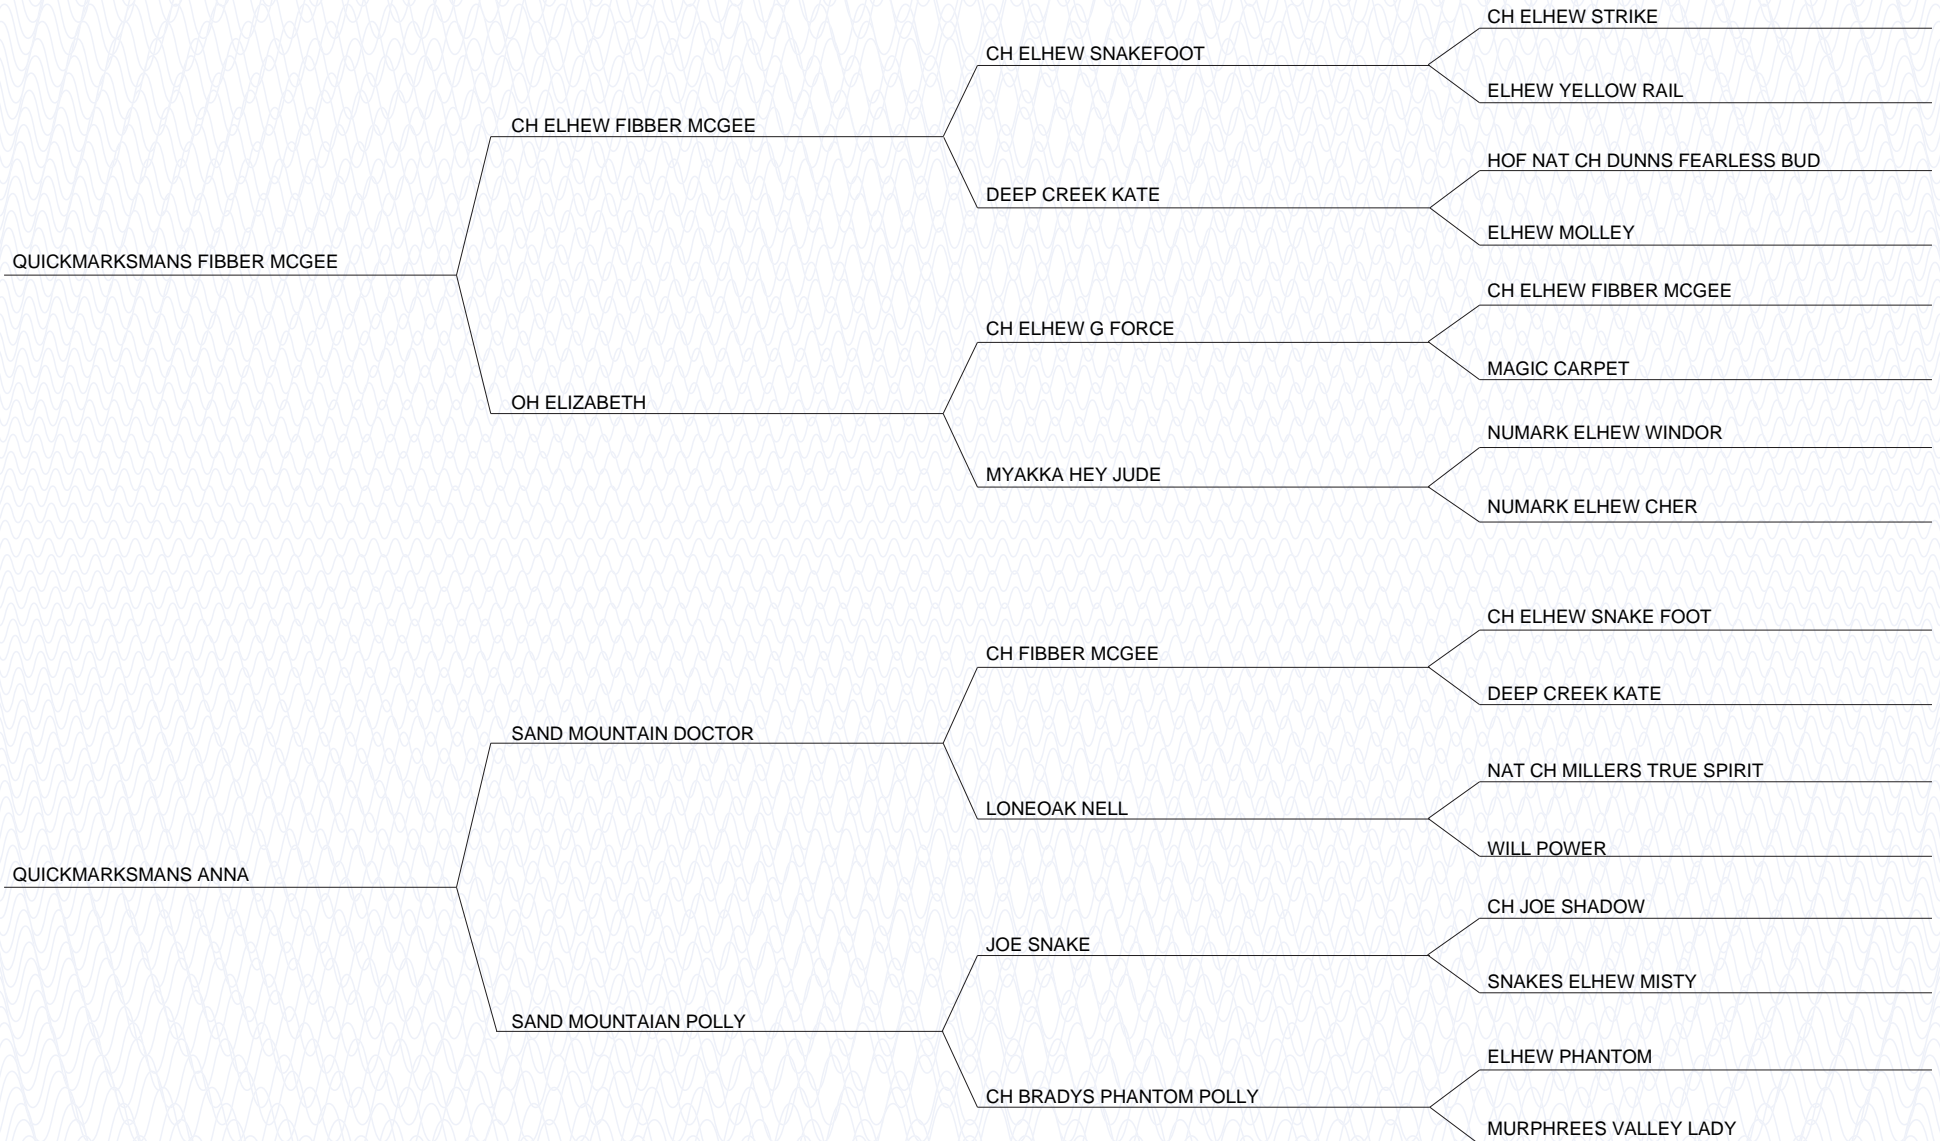 CH ELHEW STRIKE
CH ELHEW SNAKEFOOT
ELHEW YELLOW RAIL
CH ELHEW FIBBER MCGEE
HOF NAT CH DUNNS FEARLESS BUD
DEEP CREEK KATE
ELHEW MOLLEY
QUICKMARKSMANS FIBBER MCGEE
CH ELHEW FIBBER MCGEE
CH ELHEW G FORCE
MAGIC CARPET
OH ELIZABETH
NUMARK ELHEW WINDOR
MYAKKA HEY JUDE
NUMARK ELHEW CHER
CH ELHEW SNAKE FOOT
CH FIBBER MCGEE
DEEP CREEK KATE
SAND MOUNTAIN DOCTOR
NAT CH MILLERS TRUE SPIRIT
LONEOAK NELL
WILL POWER
QUICKMARKSMANS ANNA
CH JOE SHADOW
JOE SNAKE
SNAKES ELHEW MISTY
SAND MOUNTAIAN POLLY
ELHEW PHANTOM
CH BRADYS PHANTOM POLLY
MURPHREES VALLEY LADY